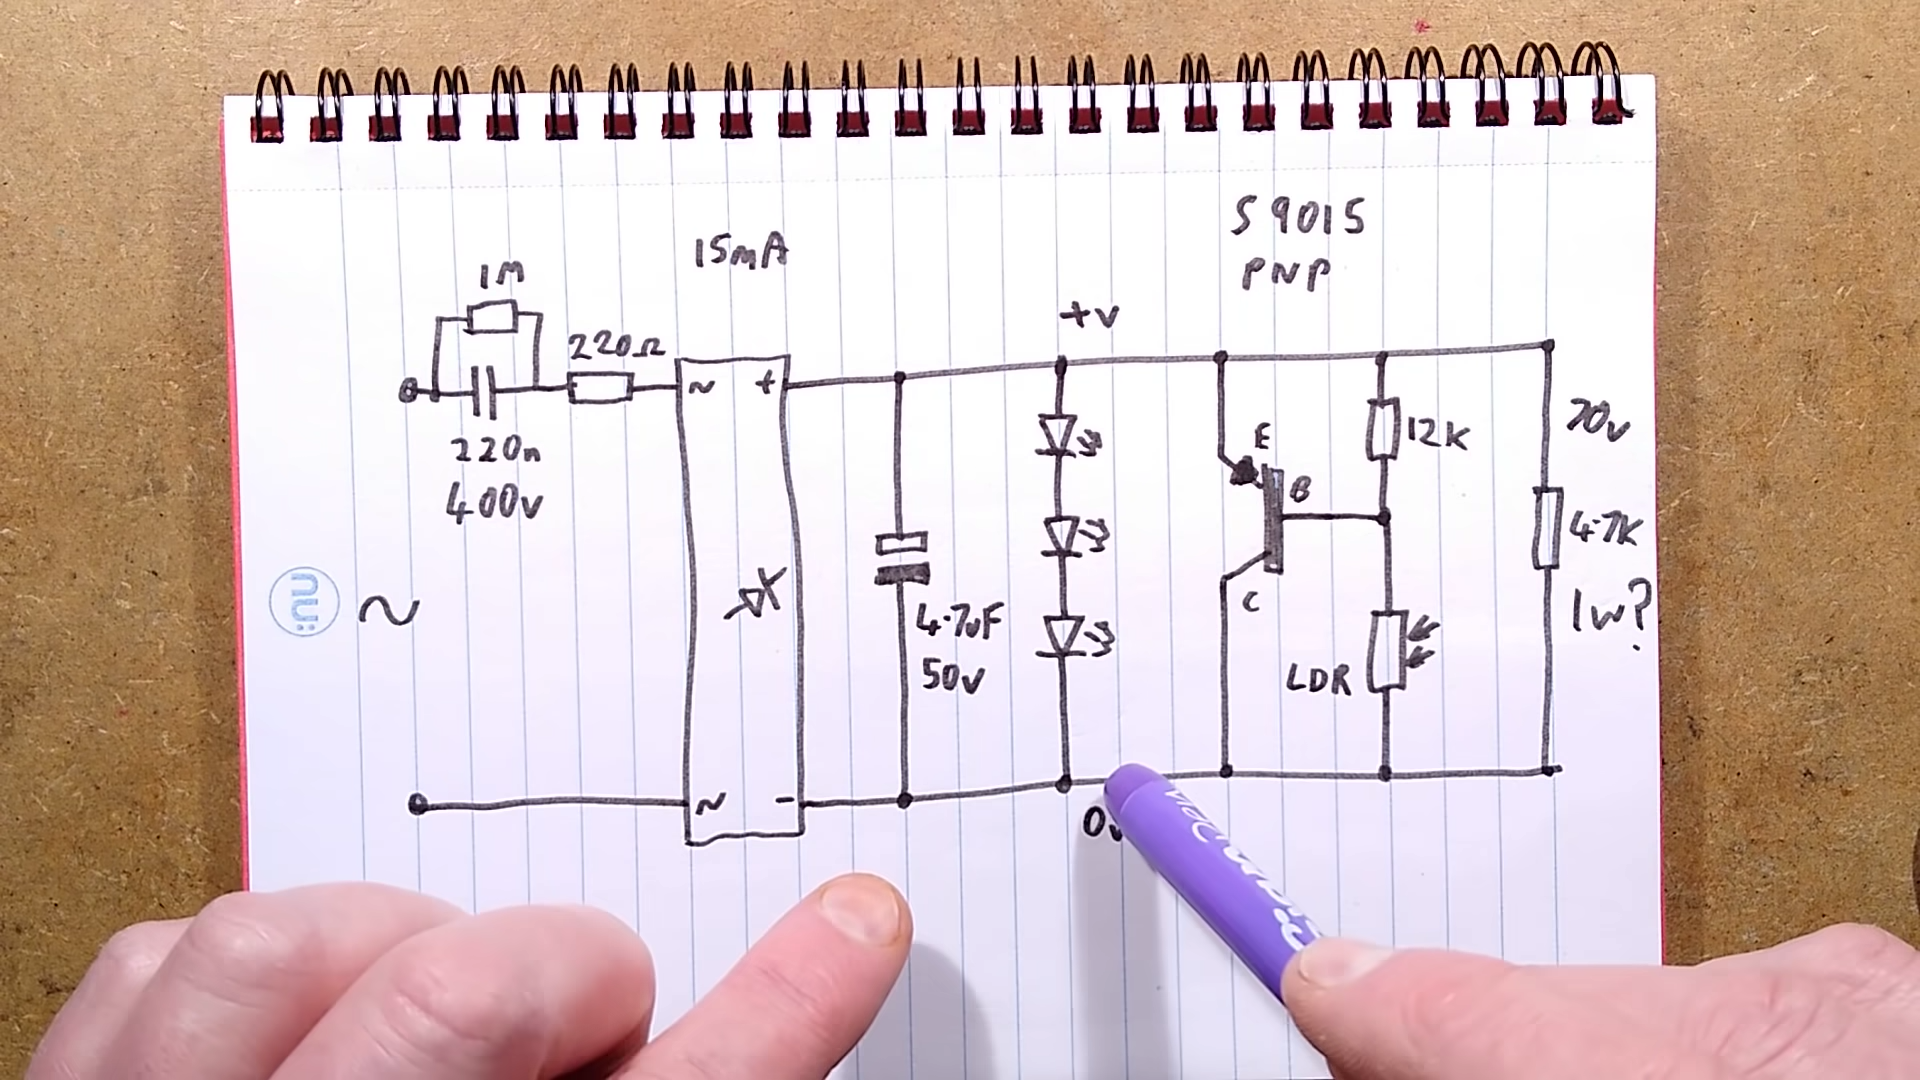 S9015
PNP
15mA
1M
+V
220Ω
~ +
220n
400v
E
B
C
12K
70v
4.7K
1W?
~
4.7uF
50v
LDR
~ -
0v